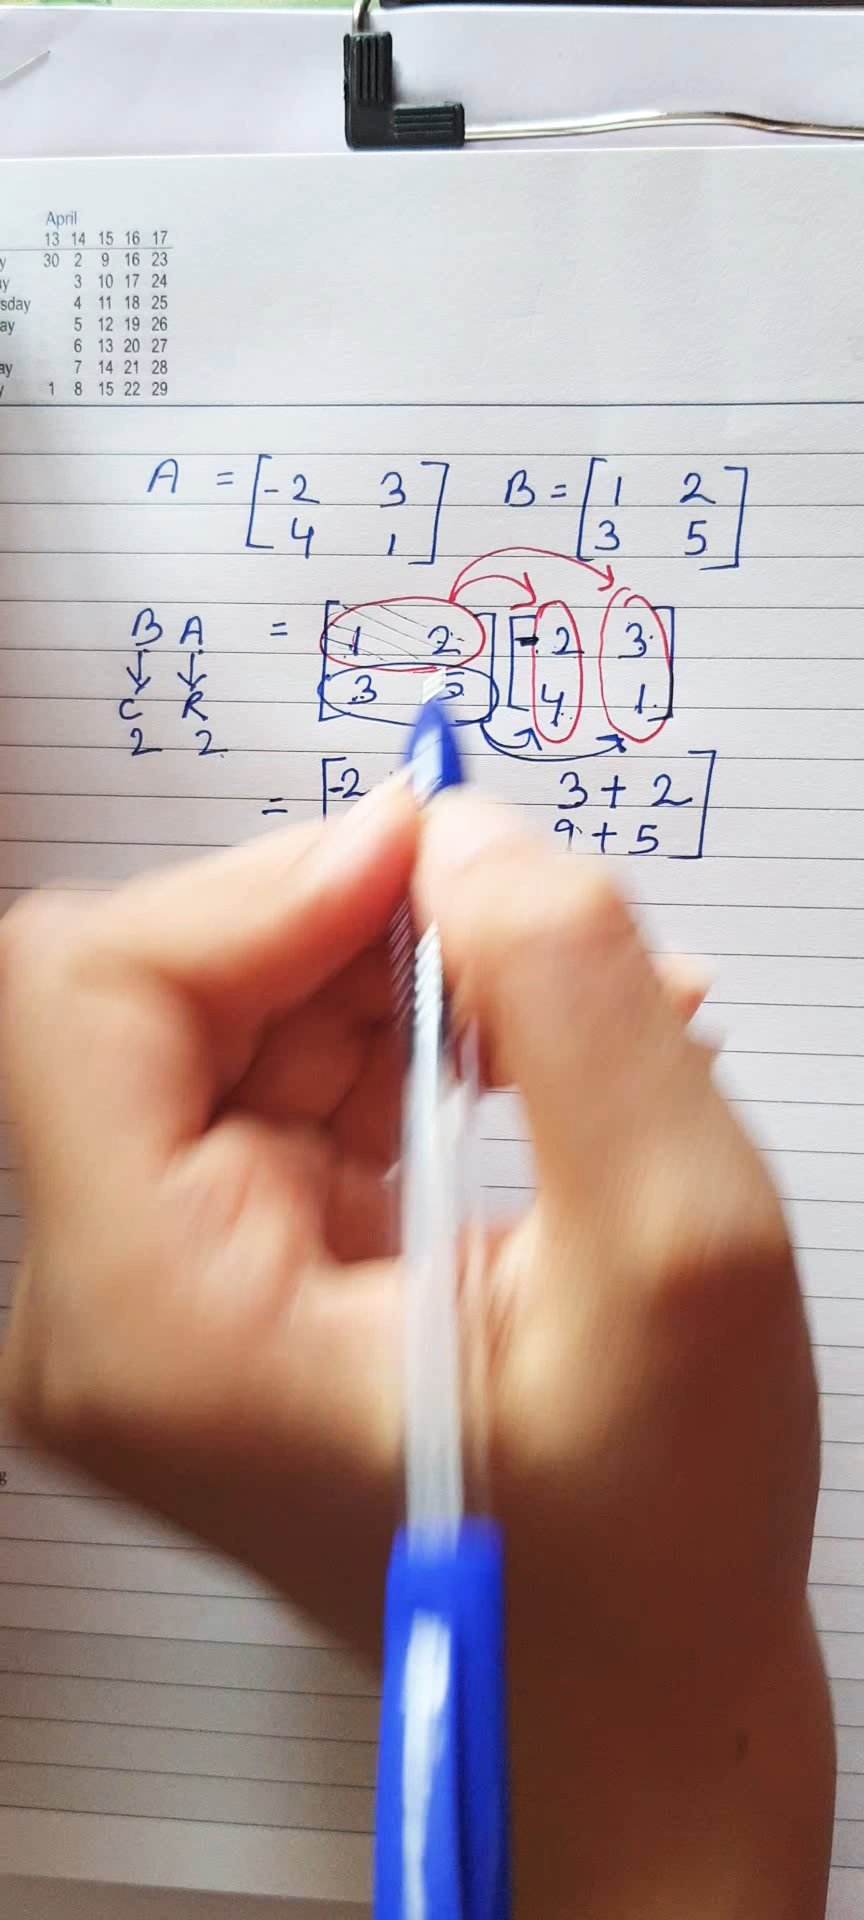 April
13 14 15 16 17
30 2 9 16 23
3 10 17 24
4 11 18 25
5 12 19 26
6 13 20 27
7 14 21 28
1 8 15 22 29
A = [-2 3] B = [1 2]
[4 1] [3 5]
B A = [1 2] [-2 3]
C R [3 5] [4 1]
2 2
= [-2 3 + 2]
9 + 5]